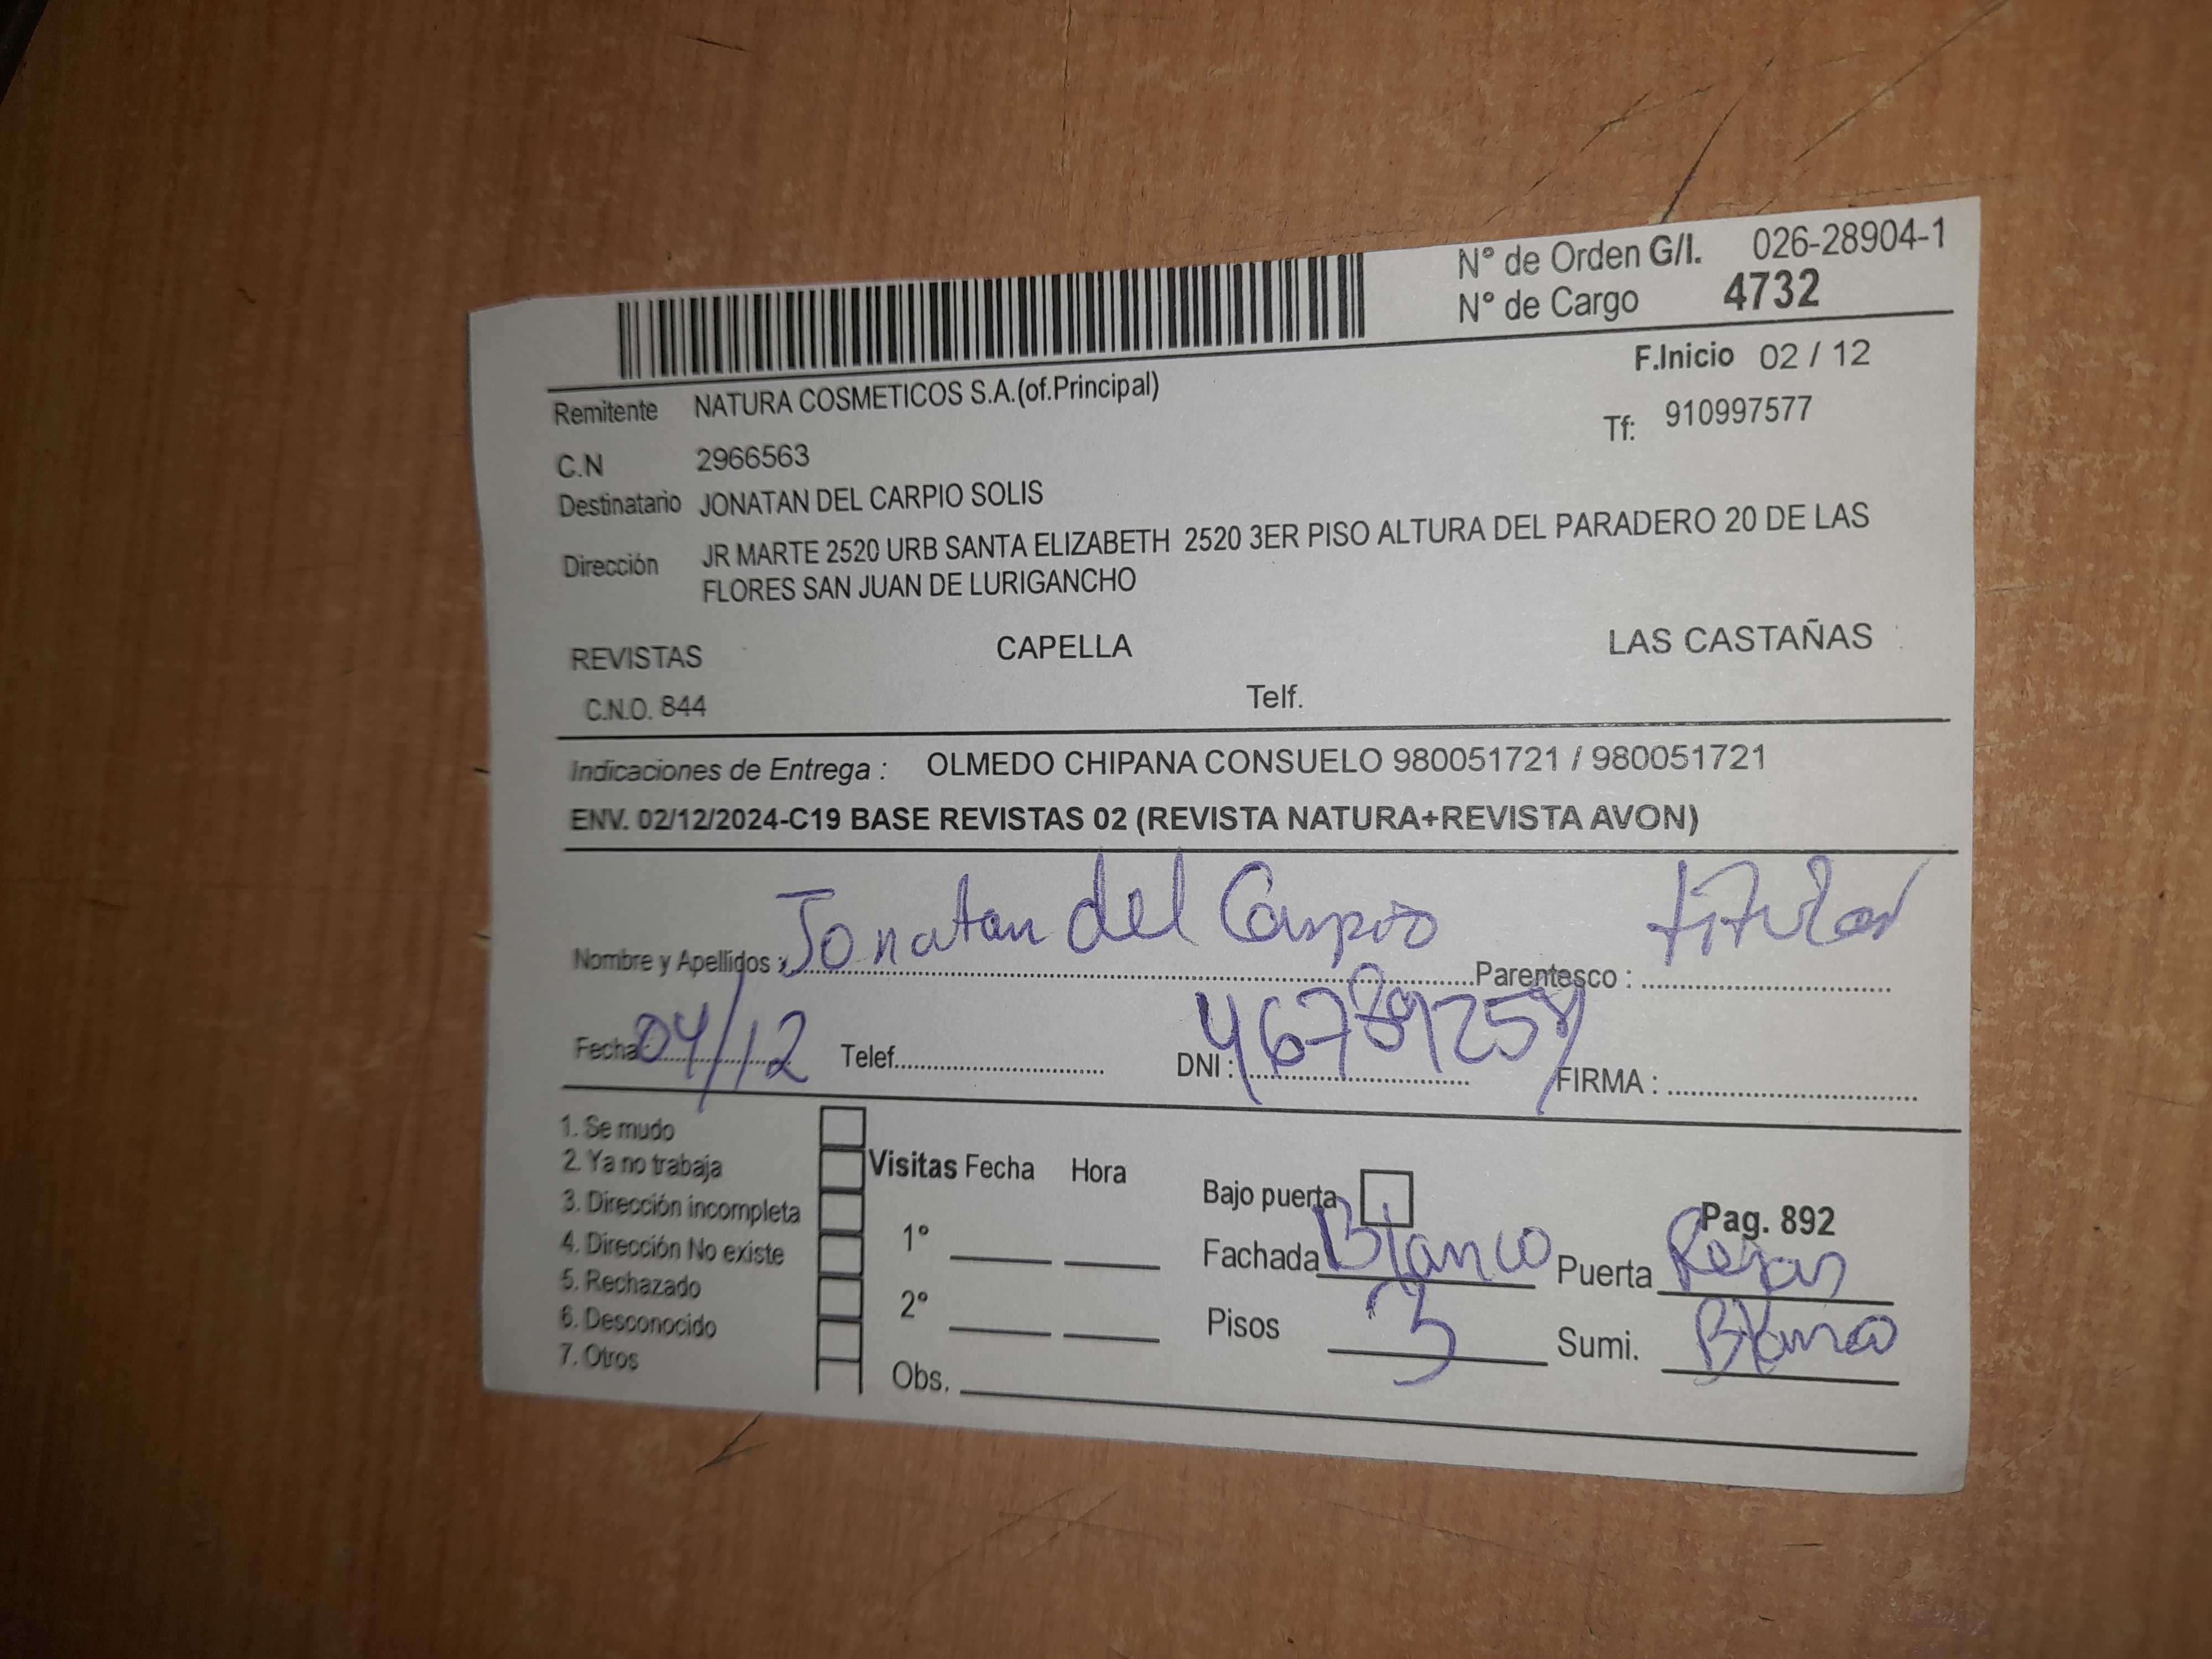 N° de Orden G/I. 026-28904-1
N° de Cargo 4732
F.Inicio 02 / 12
Remitente NATURA COSMETICOS S.A.(of.Principal)
Tf: 910997577
C.N 2966563
Destinatario JONATAN DEL CARPIO SOLIS
Dirección JR MARTE 2520 URB SANTA ELIZABETH 2520 3ER PISO ALTURA DEL PARADERO 20 DE LAS
FLORES SAN JUAN DE LURIGANCHO
REVISTAS CAPELLA LAS CASTAÑAS
C.N.O. 844 Telf.
Indicaciones de Entrega : OLMEDO CHIPANA CONSUELO 980051721 / 980051721
ENV. 02/12/2024-C19 BASE REVISTAS 02 (REVISTA NATURA+REVISTA AVON)
Nombre y Apellidos : Jonatan del Carpio Parentesco : titular
Fecha 04/12 Telef. DNI : FIRMA :
1. Se mudo
2. Ya no trabaja Visitas Fecha Hora
3. Dirección incompleta Bajo puerta Pag. 892
4. Dirección No existe 1° Fachada Blanco Puerta Rejas
5. Rechazado
6. Desconocido 2° Pisos 3 Sumi. Blanco
7. Otros Obs.